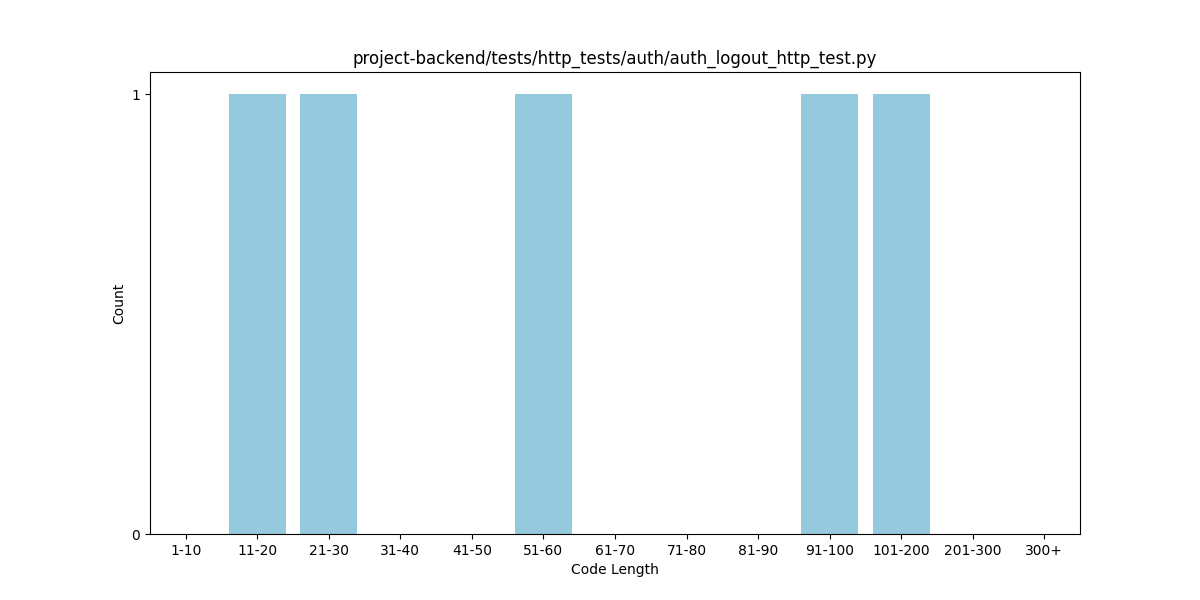 project-backend/tests/http_tests/auth/auth_logout_http_test.py
Count
1
0
1-10 11-20 21-30 31-40 41-50 51-60 61-70 71-80 81-90 91-100 101-200 201-300 300+
Code Length